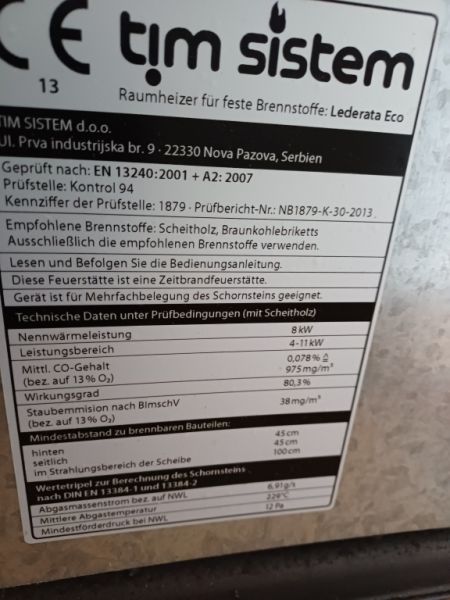 CE
tim sistem
13
Raumheizer für feste Brennstoffe: Lederata Eco
TIM SISTEM d.o.o.
Ul. Prva industrijska br. 9 · 22330 Nova Pazova, Serbien
Geprüft nach: EN 13240:2001 + A2: 2007
Prüfstelle: Kontrol 94
Kennziffer der Prüfstelle: 1879 · Prüfbericht-Nr.: NB1879-K-30-2013
Empfohlene Brennstoffe: Scheitholz, Braunkohlebriketts
Ausschließlich die empfohlenen Brennstoffe verwenden.
Lesen und Befolgen Sie die Bedienungsanleitung.
Diese Feuerstätte ist eine Zeitbrandfeuerstätte.
Gerät ist für Mehrfachbelegung des Schornsteins geeignet.
Technische Daten unter Prüfbedingungen (mit Scheitholz)
Nennwärmeleistung 8 kW
Leistungsbereich 4-11 kW
Mittl. CO-Gehalt 0,078 % ≙
(bez. auf 13 % O₂) 975 mg/m³
Wirkungsgrad 80,3 %
Staubemmision nach BImschV 38 mg/m³
(bez. auf 13% O₂)
Mindestabstand zu brennbaren Bauteilen:
hinten 45 cm
seitlich 45 cm
im Strahlungsbereich der Scheibe 100 cm
Wertetripel zur Berechnung des Schornsteins
nach DIN EN 13384-1 und 13384-2
Abgasmassenstrom bez. auf NWL 6,91 g/s
Mittlere Abgastemperatur 229°C
Mindestförderdruck bei NWL 12 Pa